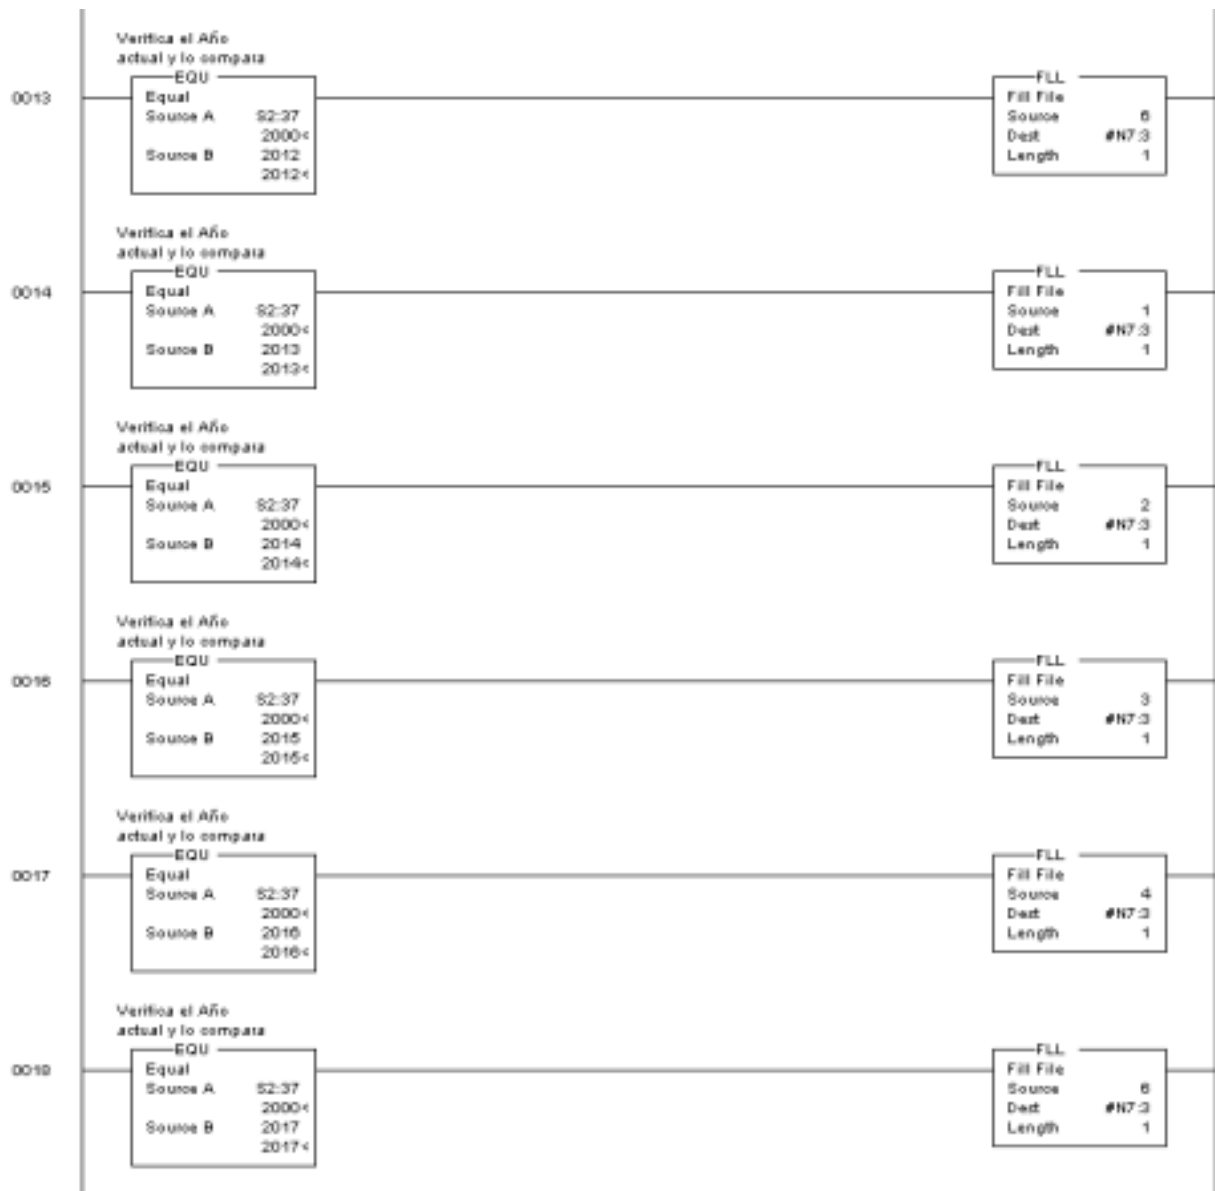 Verifica el Año
actual y lo compara
0013
EQU
Equal
Source A S2:37
2000<
Source B 2012
2012<
FLL
Fill File
Source 6
Dest #N7:3
Length 1
Verifica el Año
actual y lo compara
0014
EQU
Equal
Source A S2:37
2000<
Source B 2013
2013<
FLL
Fill File
Source 1
Dest #N7:3
Length 1
Verifica el Año
actual y lo compara
0015
EQU
Equal
Source A S2:37
2000<
Source B 2014
2014<
FLL
Fill File
Source 2
Dest #N7:3
Length 1
Verifica el Año
actual y lo compara
0016
EQU
Equal
Source A S2:37
2000<
Source B 2015
2015<
FLL
Fill File
Source 3
Dest #N7:3
Length 1
Verifica el Año
actual y lo compara
0017
EQU
Equal
Source A S2:37
2000<
Source B 2016
2016<
FLL
Fill File
Source 4
Dest #N7:3
Length 1
Verifica el Año
actual y lo compara
0018
EQU
Equal
Source A S2:37
2000<
Source B 2017
2017<
FLL
Fill File
Source 6
Dest #N7:3
Length 1